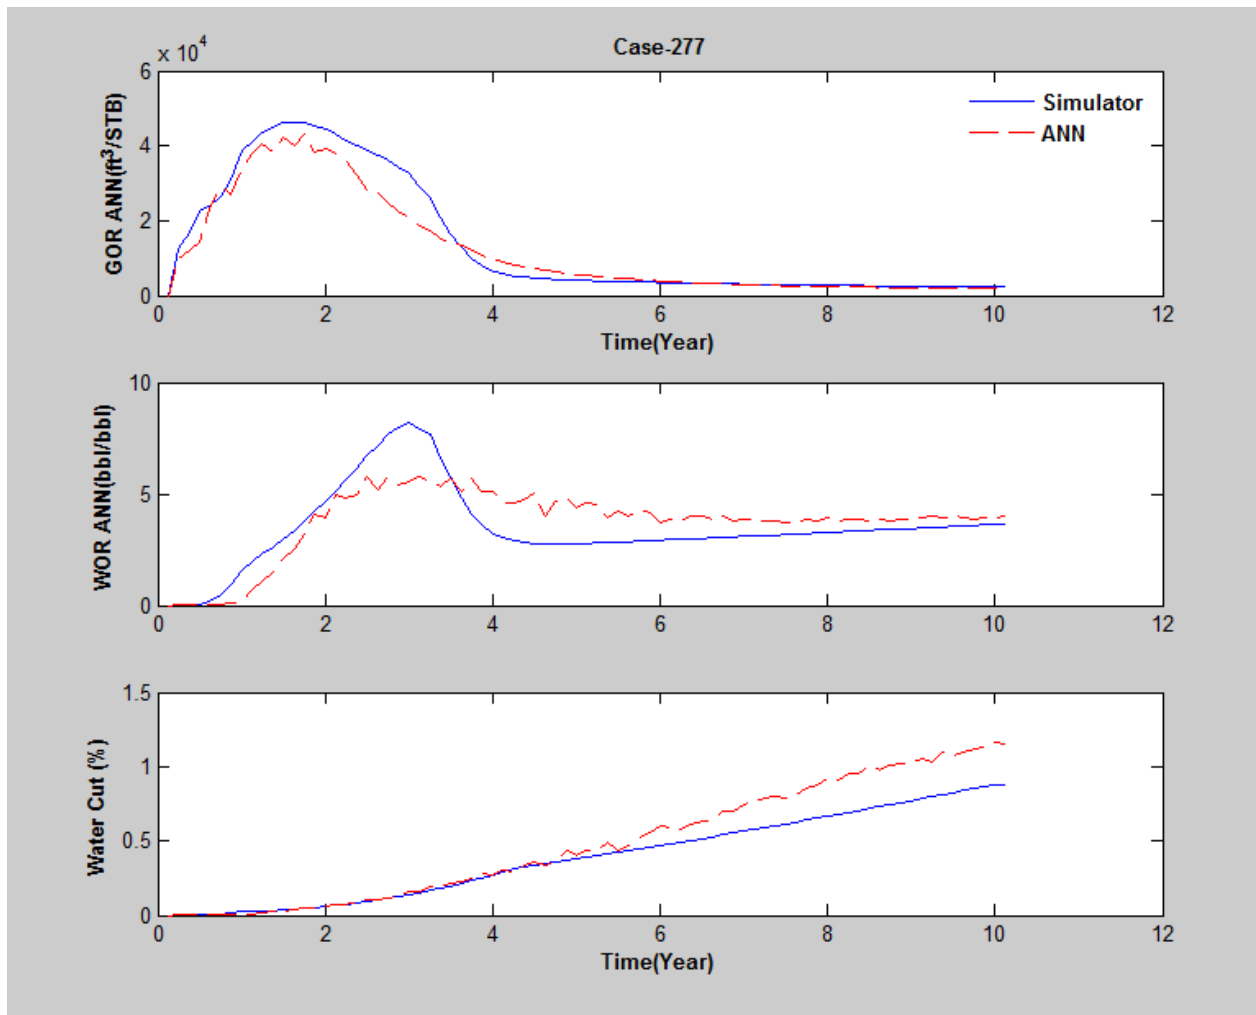 Case-277
x 10^4
6
4
2
0
GOR ANN(ft³/STB)
Simulator
ANN
0 2 4 6 8 10 12
Time(Year)
10
5
0
WOR ANN(bbl/bbl)
0 2 4 6 8 10 12
Time(Year)
1.5
1
0.5
0
Water Cut (%)
0 2 4 6 8 10 12
Time(Year)